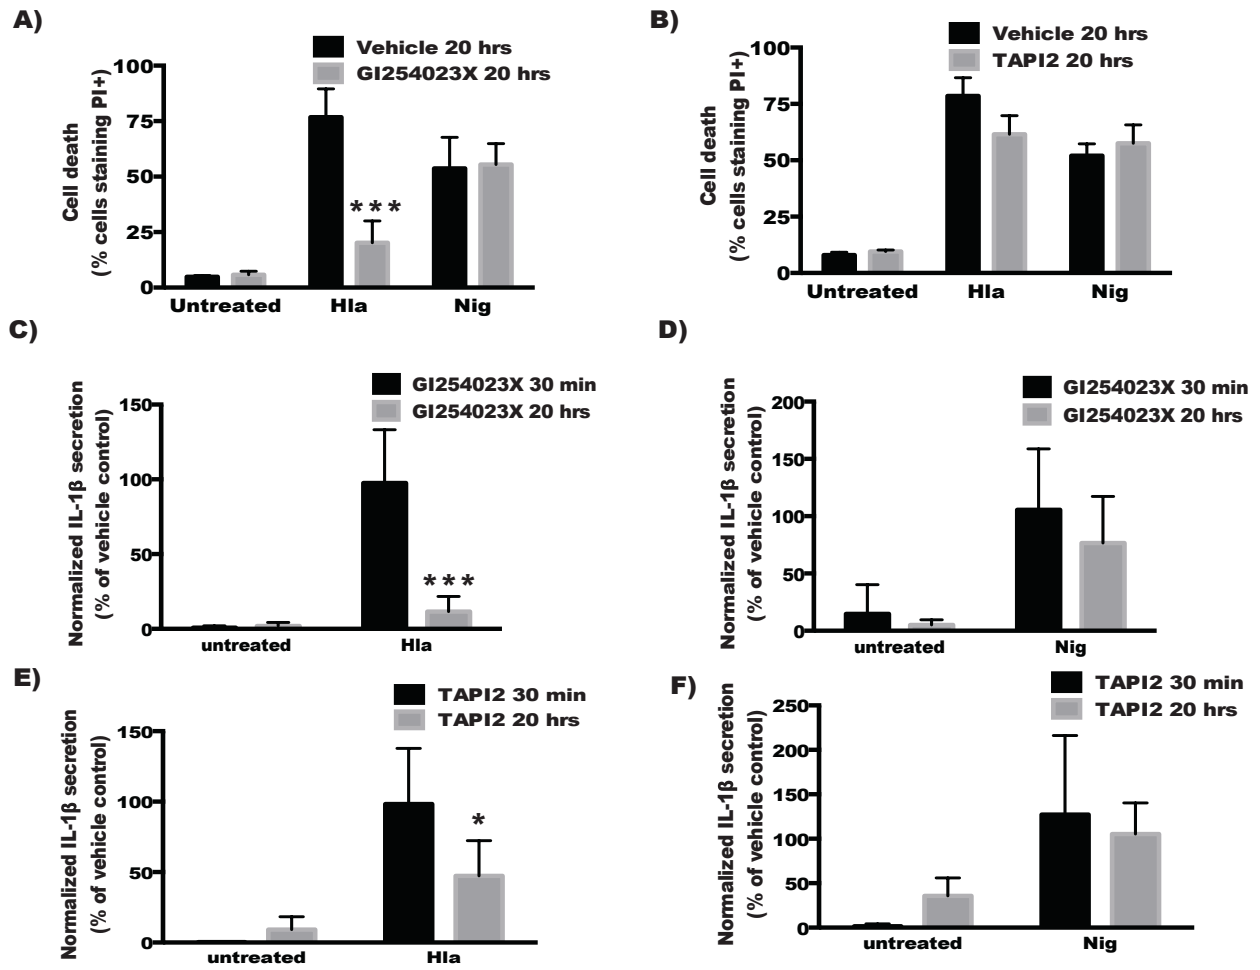 A)
Vehicle 20 hrs
GI254023X 20 hrs
Cell death
(% cells staining PI+)
100
75
50
25
0
***
Untreated Hla Nig
B)
Vehicle 20 hrs
TAPI2 20 hrs
Cell death
(% cells staining PI+)
100
75
50
25
0
Untreated Hla Nig
C)
GI254023X 30 min
GI254023X 20 hrs
Normalized IL-1β secretion
(% of vehicle control)
150
100
50
0
***
untreated Hla
D)
GI254023X 30 min
GI254023X 20 hrs
Normalized IL-1β secretion
(% of vehicle control)
200
150
100
50
0
untreated Nig
E)
TAPI2 30 min
TAPI2 20 hrs
Normalized IL-1β secretion
(% of vehicle control)
150
100
50
0
*
untreated Hla
F)
TAPI2 30 min
TAPI2 20 hrs
Normalized IL-1β secretion
(% of vehicle control)
250
200
150
100
50
0
untreated Nig